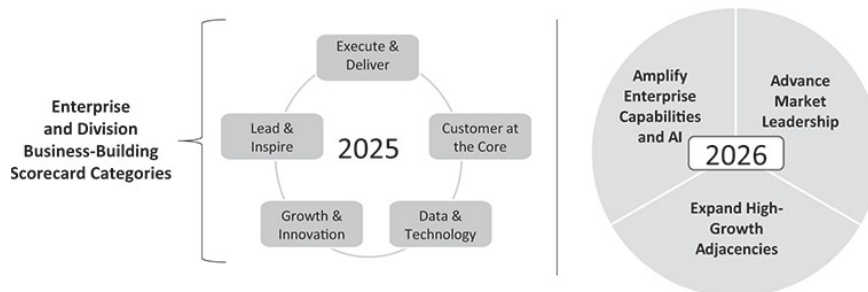 Enterprise
and Division
Business-Building
Scorecard Categories
Execute &
Deliver
Lead &
Inspire
2025
Customer at
the Core
Growth &
Innovation
Data &
Technology
Amplify
Enterprise
Capabilities
and AI
Advance
Market
Leadership
2026
Expand High-
Growth
Adjacencies